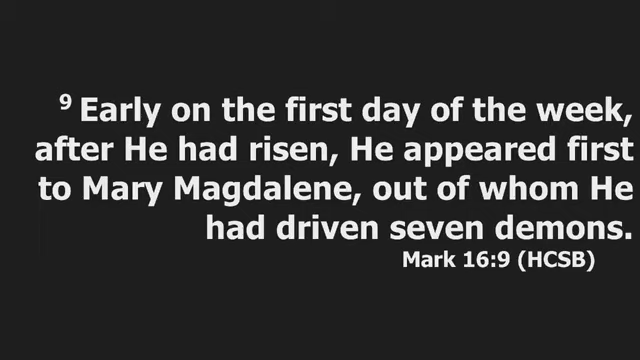 ⁹ Early on the first day of the week,
after He had risen, He appeared first
to Mary Magdalene, out of whom He
had driven seven demons.
Mark 16:9 (HCSB)